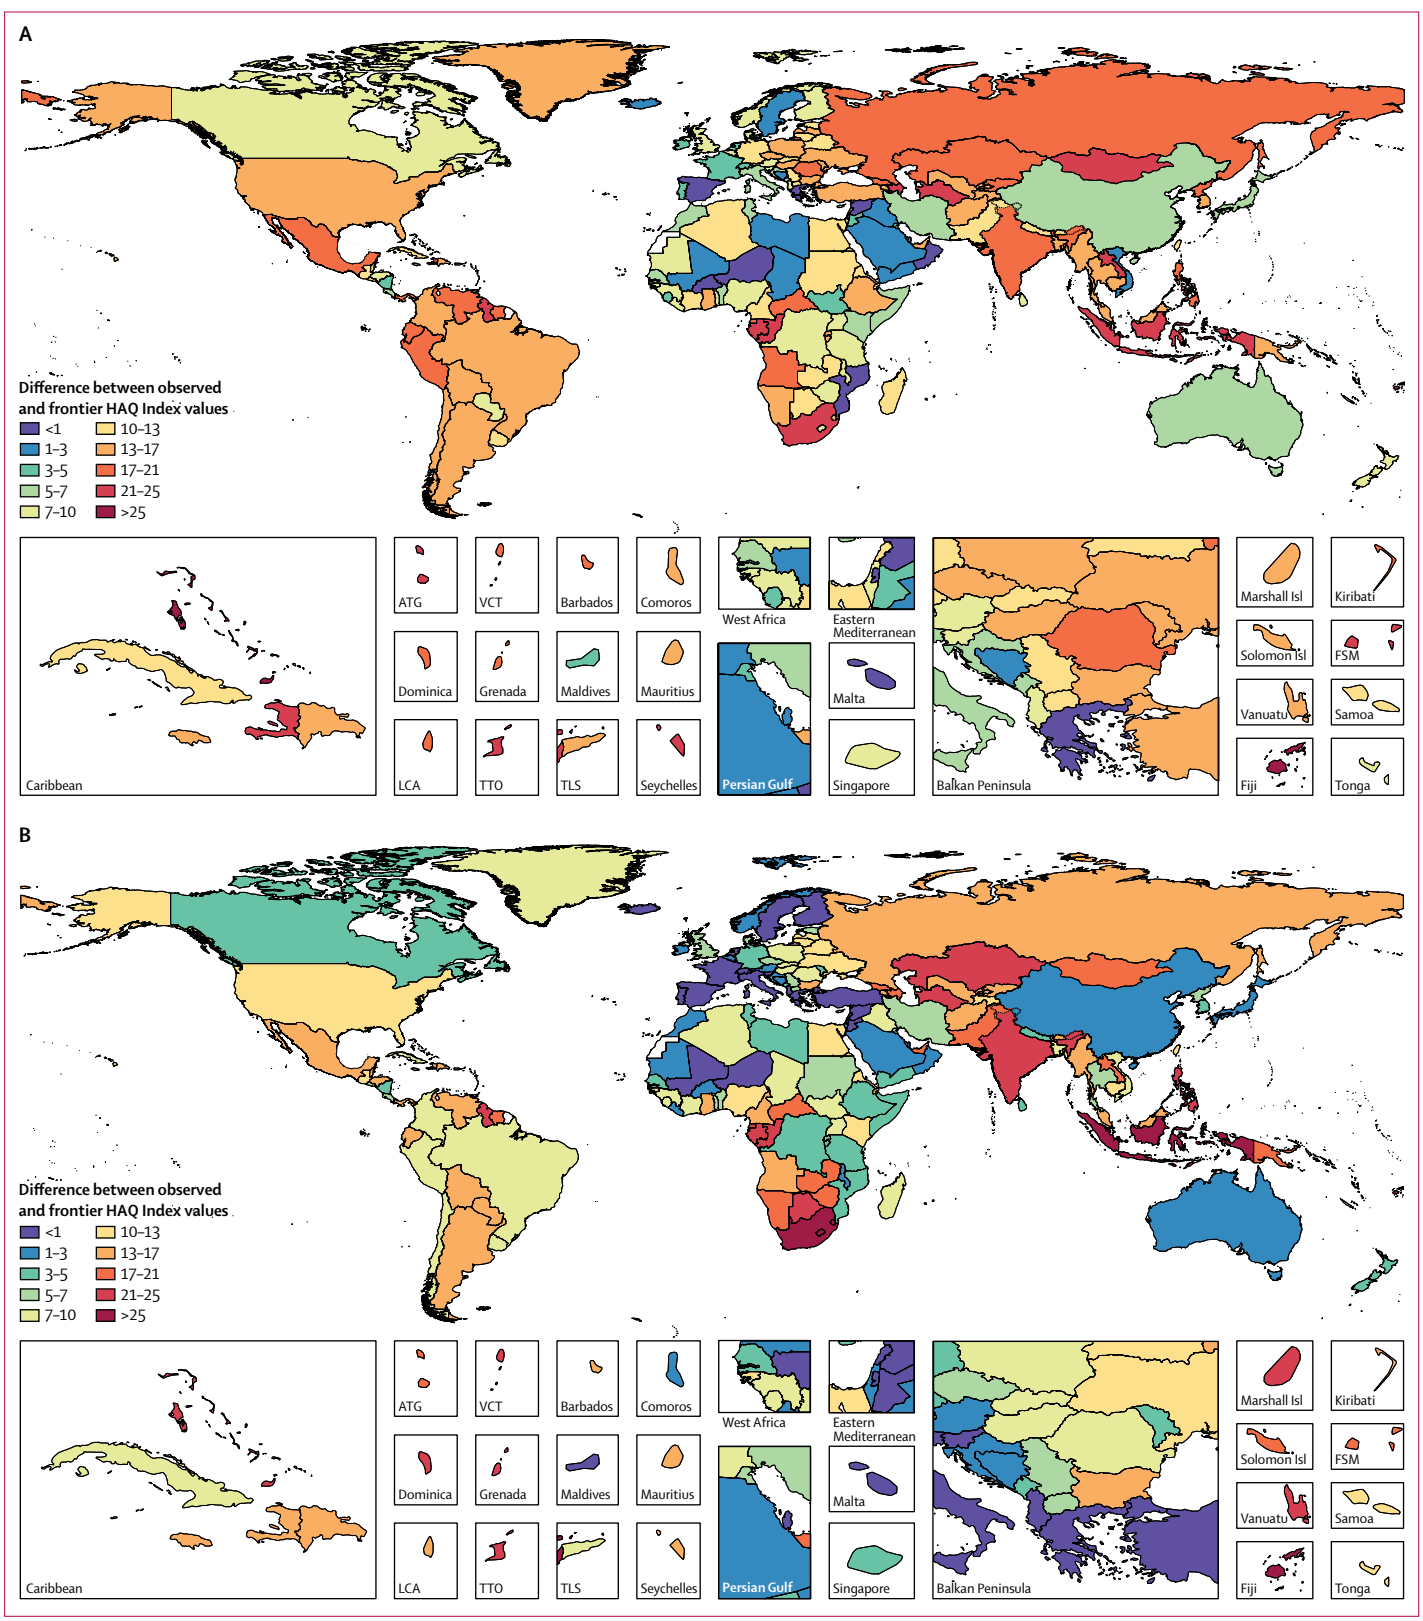 A
Difference between observed
and frontier HAQ Index values
<1
10–13
1–3
13–17
3–5
17–21
5–7
21–25
7–10
>25
Caribbean
ATG
VCT
Barbados
Comoros
Dominica
Grenada
Maldives
Mauritius
LCA
TTO
TLS
Seychelles
West Africa
Eastern
Mediterranean
Persian Gulf
Malta
Singapore
Balkan Peninsula
Marshall Isl
Kiribati
Solomon Isl
FSM
Vanuatu
Samoa
Fiji
Tonga
B
Difference between observed
and frontier HAQ Index values
<1
10–13
1–3
13–17
3–5
17–21
5–7
21–25
7–10
>25
Caribbean
ATG
VCT
Barbados
Comoros
Dominica
Grenada
Maldives
Mauritius
LCA
TTO
TLS
Seychelles
West Africa
Eastern
Mediterranean
Persian Gulf
Malta
Singapore
Balkan Peninsula
Marshall Isl
Kiribati
Solomon Isl
FSM
Vanuatu
Samoa
Fiji
Tonga